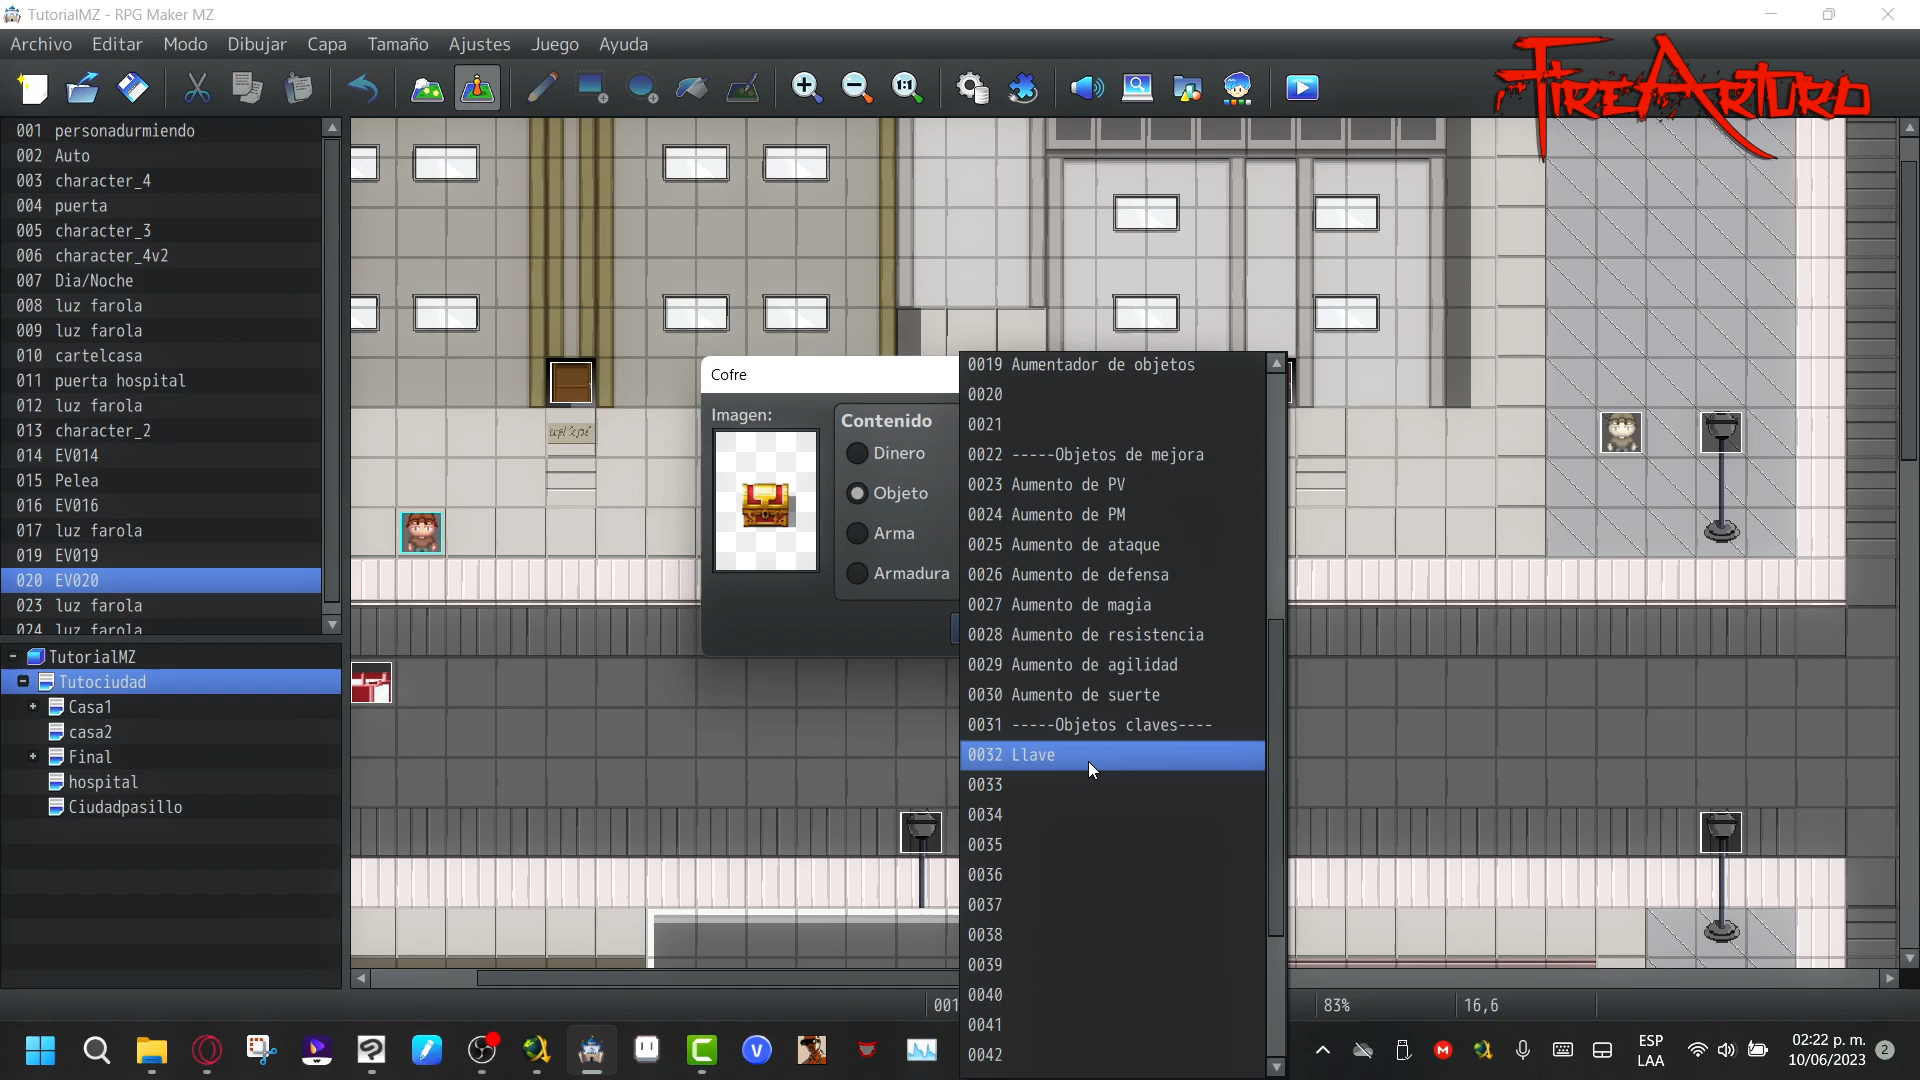 TutorialMZ - RPG Maker MZ
Archivo Editar Modo Dibujar Capa Tamaño Ajustes Juego Ayuda
1:1
FireArturo
001 personadurmiendo
002 Auto
003 character_4
004 puerta
005 character_3
006 character_4v2
007 Dia/Noche
008 luz farola
009 luz farola
010 cartelcasa
011 puerta hospital
012 luz farola
013 character_2
014 EV014
015 Pelea
016 EV016
017 luz farola
019 EV019
020 EV020
023 luz farola
024 luz farola
TutorialMZ
Tutociudad
Casa1
casa2
Final
hospital
Ciudadpasillo
Cofre
Imagen:
Contenido
Dinero
Objeto
Arma
Armadura
0019 Aumentador de objetos
0020
0021
0022 -----Objetos de mejora
0023 Aumento de PV
0024 Aumento de PM
0025 Aumento de ataque
0026 Aumento de defensa
0027 Aumento de magia
0028 Aumento de resistencia
0029 Aumento de agilidad
0030 Aumento de suerte
0031 -----Objetos claves----
0032 Llave
0033
0034
0035
0036
0037
0038
0039
0040
0041
0042
001
83%
16,6
ESP
LAA
02:22 p. m.
10/06/2023
2